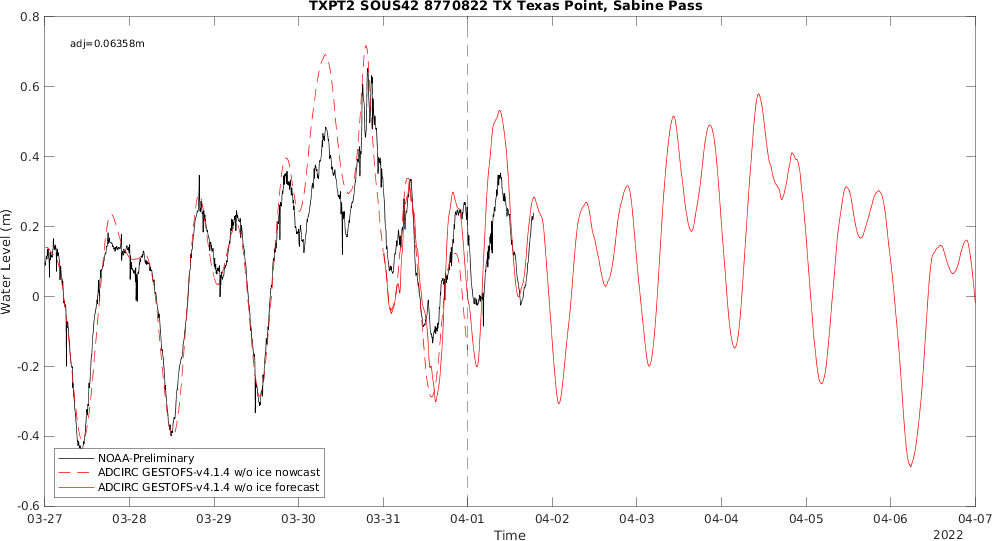 TXPT2 SOUS42 8770822 TX Texas Point, Sabine Pass
adj=0.06358m
0.8
0.6
0.4
0.2
0
-0.2
-0.4
-0.6
Water Level (m)
NOAA-Preliminary
ADCIRC GESTOFS-v4.1.4 w/o ice nowcast
ADCIRC GESTOFS-v4.1.4 w/o ice forecast
03-27 03-28 03-29 03-30 03-31 04-01 04-02 04-03 04-04 04-05 04-06 04-07
Time
2022